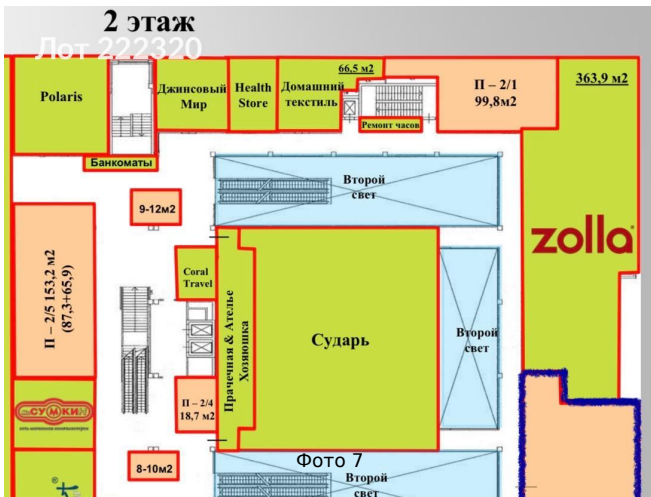 2 этаж
Лот 222320
Polaris
Джинсовый
Мир
Health
Store
Домашний
текстиль
66,5 м2
П – 2/1
99,8м2
363,9 м2
Ремонт часов
Банкоматы
Второй
свет
9-12м2
zolla
П – 2/5 153,2 м2
(87,3+65,9)
Coral
Travel
Прачечная & Ателье
Хозяюшка
Сударь
Второй
свет
СУМКИН
П – 2/4
18,7 м2
8-10м2
Фото 7
Второй
свет